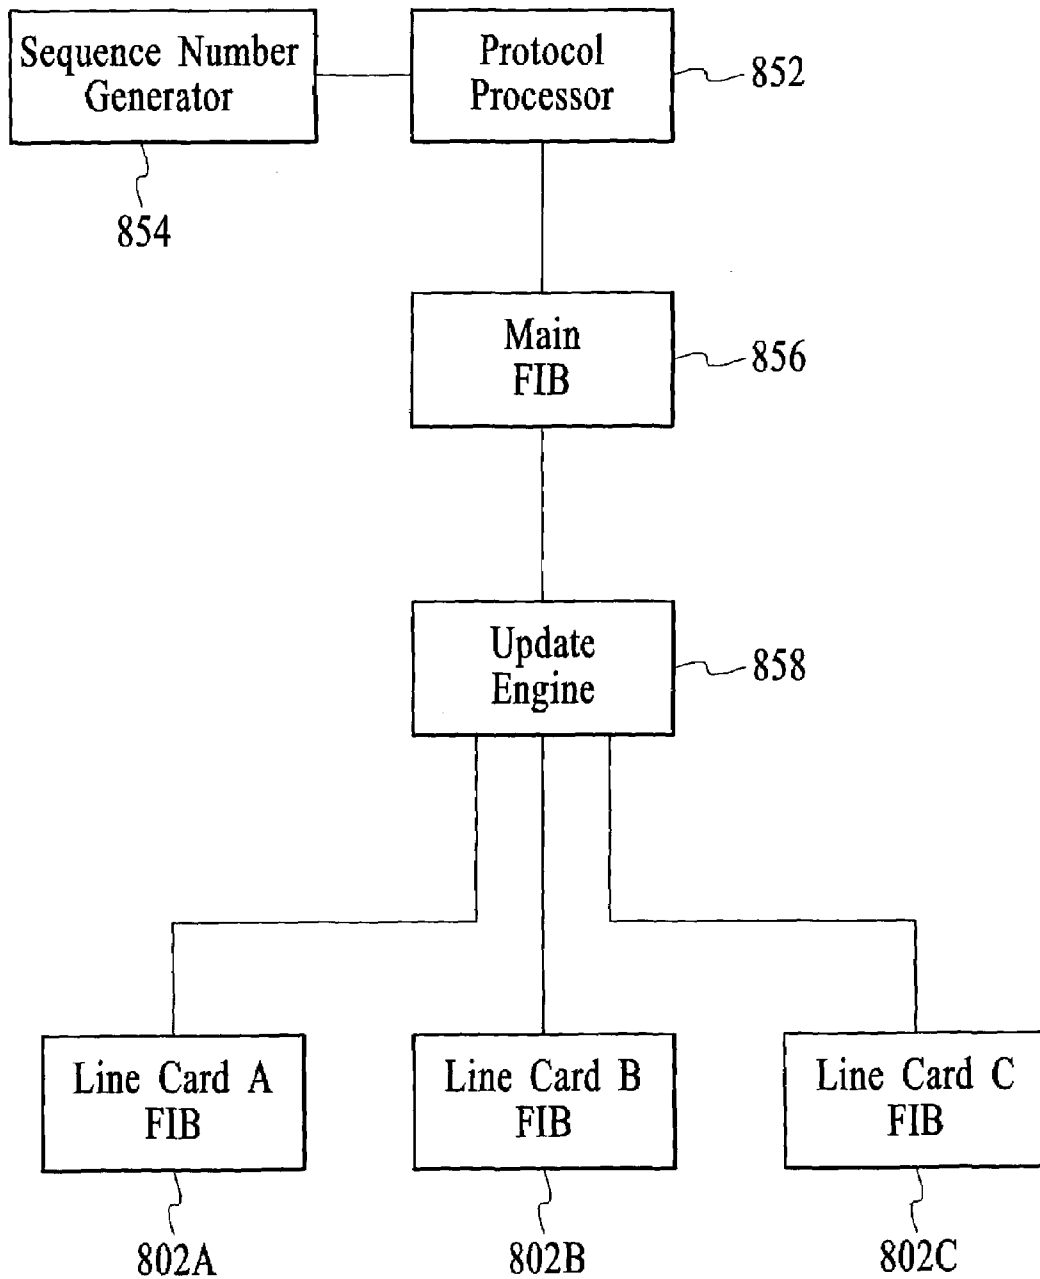 Sequence Number
Generator
Protocol
Processor
852
854
Main
FIB
856
Update
Engine
858
Line Card A
FIB
Line Card B
FIB
Line Card C
FIB
802A
802B
802C